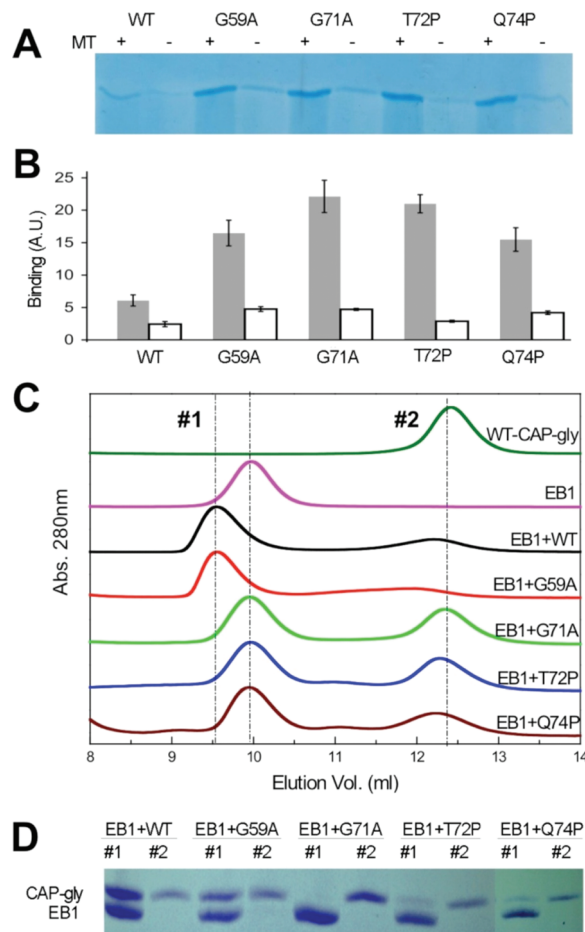 A
WT G59A G71A T72P Q74P
MT + - + - + - + - + -
B
Binding (A.U.)
25
20
15
10
5
0
WT G59A G71A T72P Q74P
C
#1 #2
WT-CAP-gly
EB1
EB1+WT
EB1+G59A
EB1+G71A
EB1+T72P
EB1+Q74P
Abs. 280nm
8 9 10 11 12 13 14
Elution Vol. (ml)
D
EB1+WT EB1+G59A EB1+G71A EB1+T72P EB1+Q74P
#1 #2 #1 #2 #1 #2 #1 #2 #1 #2
CAP-gly
EB1